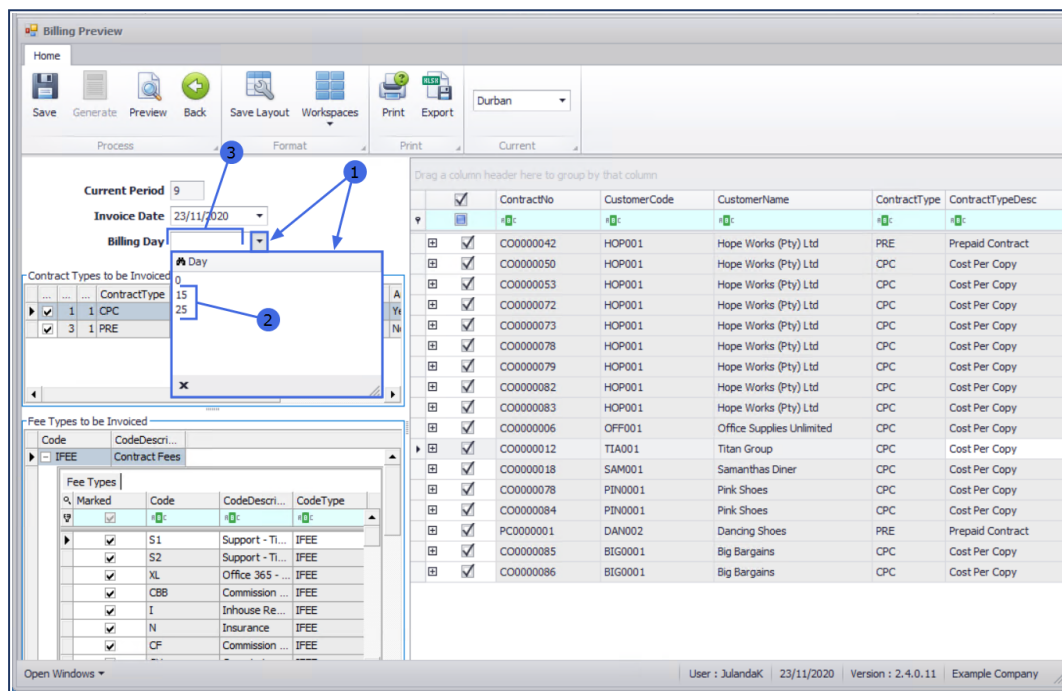 Billing Preview
Home
Save Generate Preview Back Save Layout Workspaces Print Export Durban
Process Format Print Current
3
1
Current Period 9
Invoice Date 23/11/2020
Billing Day
Day
0
15
25
2
Contract Types to be Invoiced
... ... ... ContractType A
1 1 CPC Ye
3 1 PRE No
Fee Types to be Invoiced
Code CodeDescri...
IFEE Contract Fees
Fee Types
Marked Code CodeDescri... CodeType
S1 Support - Ti... IFEE
S2 Support - Ti... IFEE
XL Office 365 - ... IFEE
CBB Commission ... IFEE
I Inhouse Re... IFEE
N Insurance IFEE
CF Commission ... IFEE
Drag a column header here to group by that column
ContractNo CustomerCode CustomerName ContractType ContractTypeDesc
CO0000042 HOP001 Hope Works (Pty) Ltd PRE Prepaid Contract
CO0000050 HOP001 Hope Works (Pty) Ltd CPC Cost Per Copy
CO0000053 HOP001 Hope Works (Pty) Ltd CPC Cost Per Copy
CO0000072 HOP001 Hope Works (Pty) Ltd CPC Cost Per Copy
CO0000073 HOP001 Hope Works (Pty) Ltd CPC Cost Per Copy
CO0000078 HOP001 Hope Works (Pty) Ltd CPC Cost Per Copy
CO0000079 HOP001 Hope Works (Pty) Ltd CPC Cost Per Copy
CO0000082 HOP001 Hope Works (Pty) Ltd CPC Cost Per Copy
CO0000083 HOP001 Hope Works (Pty) Ltd CPC Cost Per Copy
CO0000006 OFF001 Office Supplies Unlimited CPC Cost Per Copy
CO0000012 TIA001 Titan Group CPC Cost Per Copy
CO0000018 SAM001 Samanthas Diner CPC Cost Per Copy
CO0000078 PIN0001 Pink Shoes CPC Cost Per Copy
CO0000084 PIN0001 Pink Shoes CPC Cost Per Copy
PC0000001 DAN002 Dancing Shoes PRE Prepaid Contract
CO0000085 BIG0001 Big Bargains CPC Cost Per Copy
CO0000086 BIG0001 Big Bargains CPC Cost Per Copy
Open Windows User : JulandaK 23/11/2020 Version : 2.4.0.11 Example Company